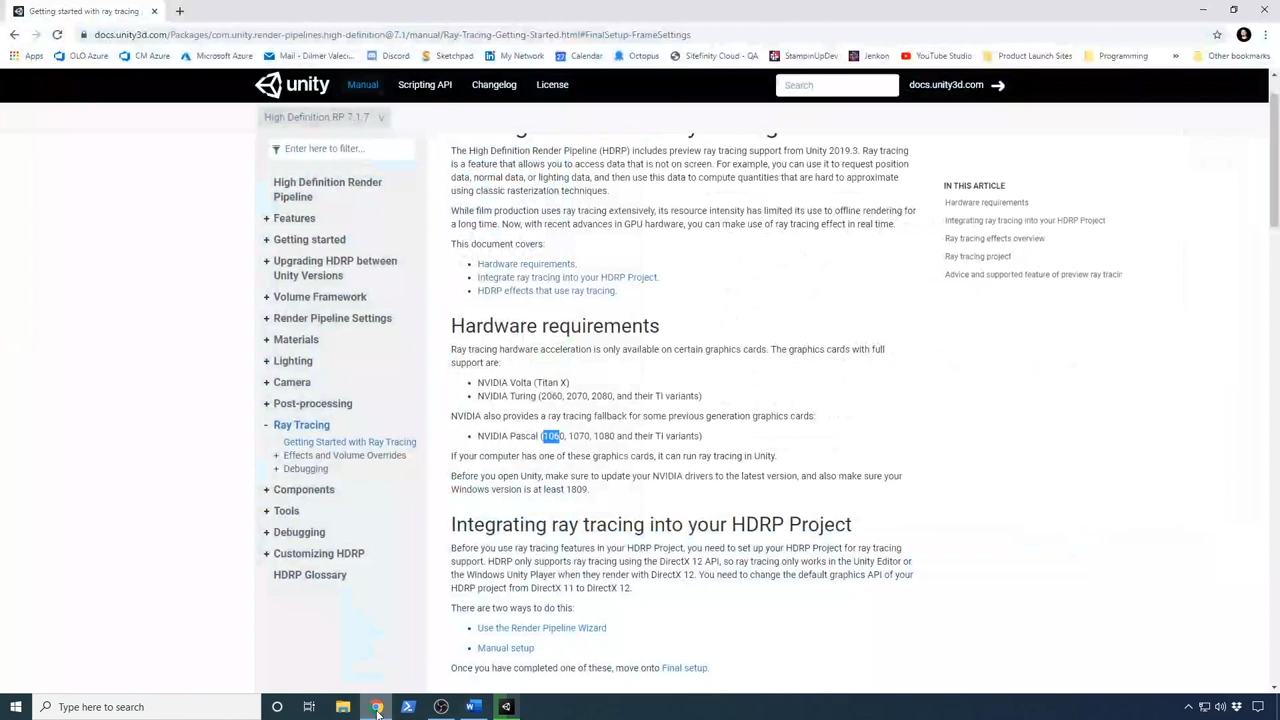 Getting started with ray tracing
docs.unity3d.com/Packages/com.unity.render-pipelines.high-definition@7.1/manual/Ray-Tracing-Getting-Started.html#FinalSetup-FrameSettings
Apps
OLO Azure
AC Azure
Microsoft Azure
Mail - Dilmer Valeci...
Discord
Sketchpad
My Network
Calendar
Octopus
Sitefinity Cloud - QA
StampinUpDev
Jenkon
YouTube Studio
Product Launch Sites
Programming
»
Other bookmarks
unity
Manual
Scripting API
Changelog
License
Search
docs.unity3d.com
High Definition RP 7.1.7
Enter here to filter...
High Definition Render
Pipeline
+ Features
+ Getting started
+ Upgrading HDRP between
Unity Versions
+ Volume Framework
+ Render Pipeline Settings
+ Materials
+ Lighting
+ Camera
+ Post-processing
- Ray Tracing
Getting Started with Ray Tracing
+ Effects and Volume Overrides
+ Debugging
+ Components
+ Tools
+ Debugging
+ Customizing HDRP
HDRP Glossary
The High Definition Render Pipeline (HDRP) includes preview ray tracing support from Unity 2019.3. Ray tracing
is a feature that allows you to access data that is not on screen. For example, you can use it to request position
data, normal data, or lighting data, and then use this data to compute quantities that are hard to approximate
using classic rasterization techniques.
While film production uses ray tracing extensively, its resource intensity has limited its use to offline rendering for
a long time. Now, with recent advances in GPU hardware, you can make use of ray tracing effect in real time.
This document covers:
• Hardware requirements.
• Integrate ray tracing into your HDRP Project.
• HDRP effects that use ray tracing.
Hardware requirements
Ray tracing hardware acceleration is only available on certain graphics cards. The graphics cards with full
support are:
• NVIDIA Volta (Titan X)
• NVIDIA Turing (2060, 2070, 2080, and their TI variants)
NVIDIA also provides a ray tracing fallback for some previous generation graphics cards:
• NVIDIA Pascal (1060, 1070, 1080 and their TI variants)
If your computer has one of these graphics cards, it can run ray tracing in Unity.
Before you open Unity, make sure to update your NVIDIA drivers to the latest version, and also make sure your
Windows version is at least 1809.
Integrating ray tracing into your HDRP Project
Before you use ray tracing features in your HDRP Project, you need to set up your HDRP Project for ray tracing
support. HDRP only supports ray tracing using the DirectX 12 API, so ray tracing only works in the Unity Editor or
the Windows Unity Player when they render with DirectX 12. You need to change the default graphics API of your
HDRP project from DirectX 11 to DirectX 12.
There are two ways to do this:
• Use the Render Pipeline Wizard
• Manual setup
Once you have completed one of these, move onto Final setup.
IN THIS ARTICLE
Hardware requirements
Integrating ray tracing into your HDRP Project
Ray tracing effects overview
Ray tracing project
Advice and supported feature of preview ray tracin
Type here to search